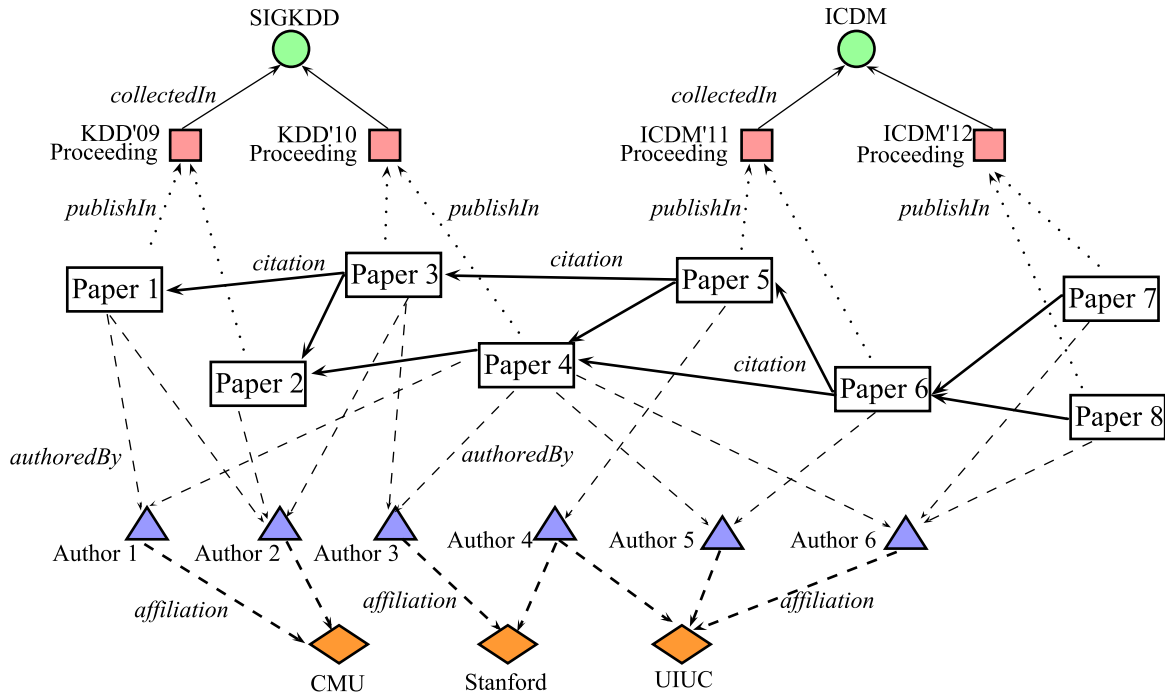 SIGKDD
ICDM
collectedIn
collectedIn
KDD'09
Proceeding
KDD'10
Proceeding
ICDM'11
Proceeding
ICDM'12
Proceeding
publishIn
publishIn
publishIn
publishIn
citation
citation
Paper 1
Paper 3
Paper 5
Paper 7
Paper 2
Paper 4
citation
Paper 6
Paper 8
authoredBy
authoredBy
Author 1
Author 2
Author 3
Author 4
Author 5
Author 6
affiliation
affiliation
affiliation
CMU
Stanford
UIUC